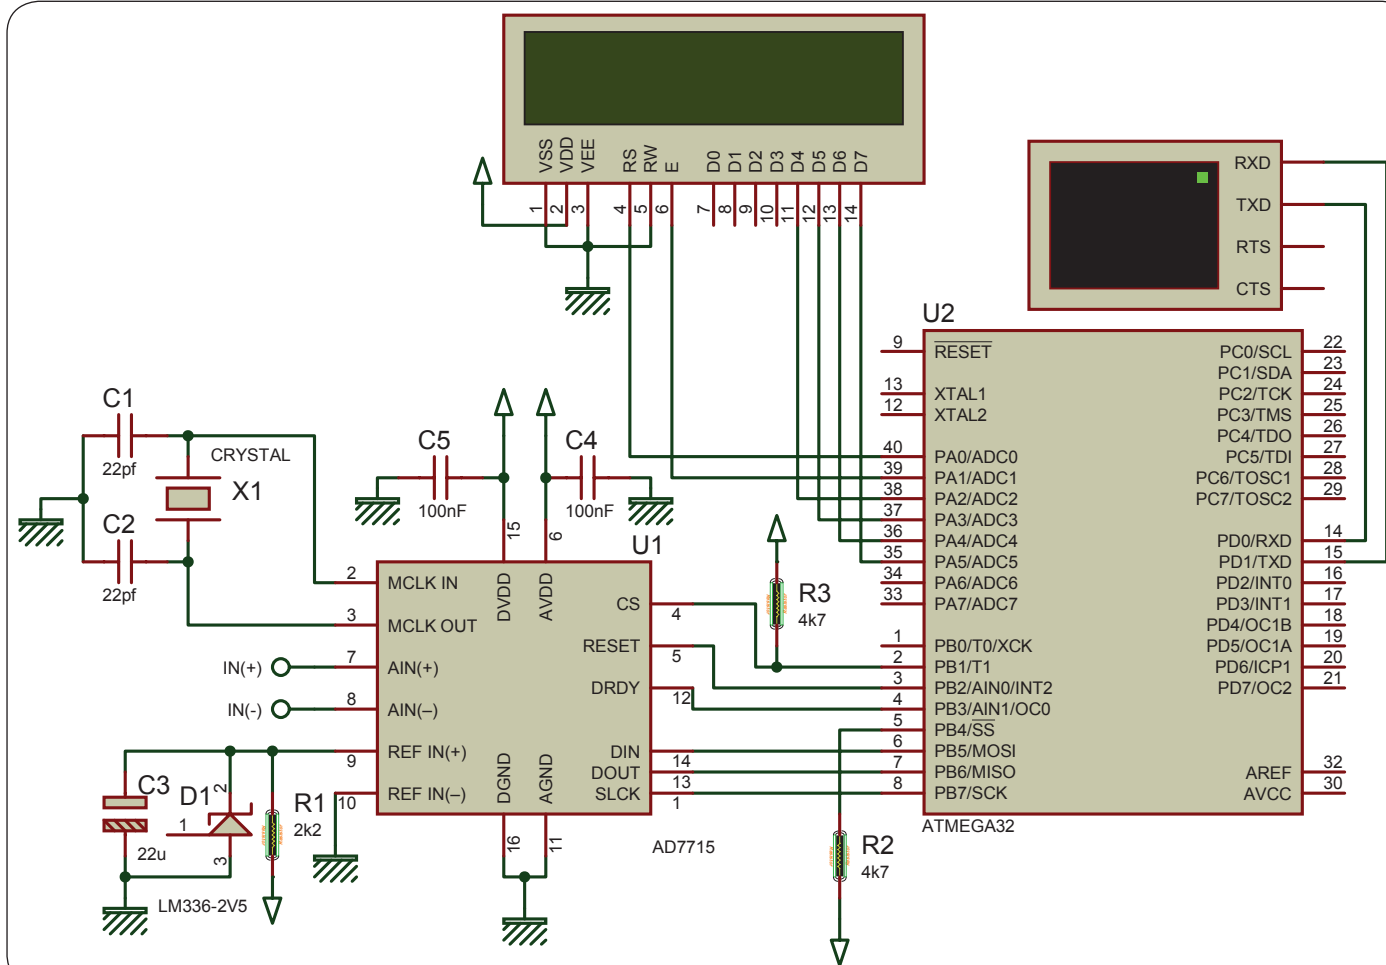 VSS
VDD
VEE
RS
RW
E
D0
D1
D2
D3
D4
D5
D6
D7
1
2
3
4
5
6
7
8
9
10
11
12
13
14
RXD
TXD
RTS
CTS
U2
9 RESET
13 XTAL1
12 XTAL2
40 PA0/ADC0
39 PA1/ADC1
38 PA2/ADC2
37 PA3/ADC3
36 PA4/ADC4
35 PA5/ADC5
34 PA6/ADC6
33 PA7/ADC7
1 PB0/T0/XCK
2 PB1/T1
3 PB2/AIN0/INT2
4 PB3/AIN1/OC0
5 PB4/SS
6 PB5/MOSI
7 PB6/MISO
8 PB7/SCK
PC0/SCL 22
PC1/SDA 23
PC2/TCK 24
PC3/TMS 25
PC4/TDO 26
PC5/TDI 27
PC6/TOSC1 28
PC7/TOSC2 29
PD0/RXD 14
PD1/TXD 15
PD2/INT0 16
PD3/INT1 17
PD4/OC1B 18
PD5/OC1A 19
PD6/ICP1 20
PD7/OC2 21
AREF 32
AVCC 30
ATMEGA32
C1
22pf
CRYSTAL
X1
C2
22pf
C5
100nF
C4
100nF
15
6
U1
2 MCLK IN
3 MCLK OUT
IN(+) 7 AIN(+)
IN(-) 8 AIN(–)
9 REF IN(+)
10 REF IN(–)
DVDD
AVDD
CS 4
RESET 5
DRDY 12
DIN 14
DOUT 13
SLCK 1
DGND
AGND
16
11
AD7715
R3
4k7
R2
4k7
C3
22u
D1
1
2
3
LM336-2V5
R1
2k2